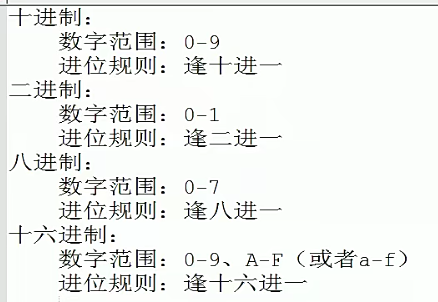 十进制：
数字范围：0-9
进位规则：逢十进一
二进制：
数字范围：0-1
进位规则：逢二进一
八进制：
数字范围：0-7
进位规则：逢八进一
十六进制：
数字范围：0-9、A-F（或者a-f）
进位规则：逢十六进一